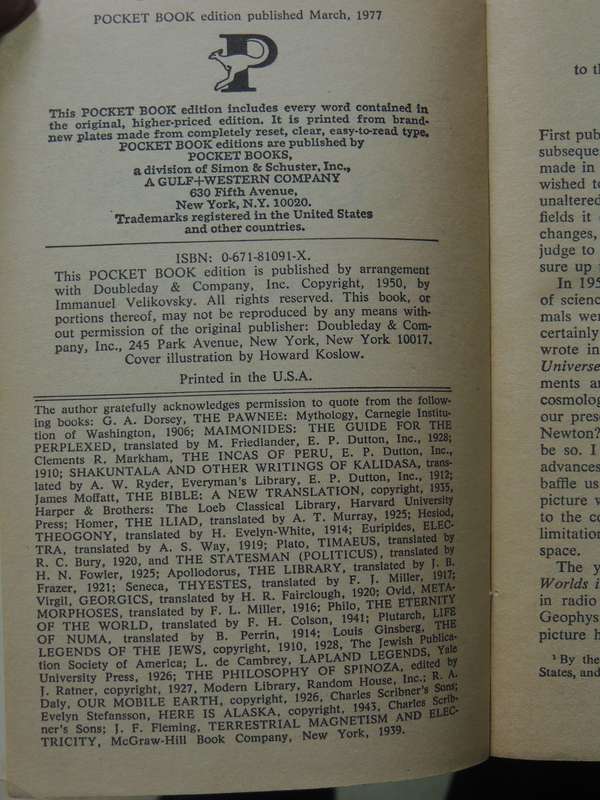 POCKET BOOK edition published March, 1977
P
This POCKET BOOK edition includes every word contained in
the original, higher-priced edition. It is printed from brand-
new plates made from completely reset, clear, easy-to-read type.
POCKET BOOK editions are published by
POCKET BOOKS,
a division of Simon & Schuster, Inc.,
A GULF+WESTERN COMPANY
630 Fifth Avenue,
New York, N.Y. 10020.
Trademarks registered in the United States
and other countries.
ISBN: 0-671-81091-X.
This POCKET BOOK edition is published by arrangement
with Doubleday & Company, Inc. Copyright, 1950, by
Immanuel Velikovsky. All rights reserved. This book, or
portions thereof, may not be reproduced by any means with-
out permission of the original publisher: Doubleday & Com-
pany, Inc., 245 Park Avenue, New York, New York 10017.
Cover illustration by Howard Koslow.
Printed in the U.S.A.
The author gratefully acknowledges permission to quote from the follow-
ing books: G. A. Dorsey, THE PAWNEE: Mythology, Carnegie Institu-
tion of Washington, 1906; MAIMONIDES: THE GUIDE FOR THE
PERPLEXED, translated by M. Friedlander, E. P. Dutton, Inc., 1928;
Clements R. Markham, THE INCAS OF PERU, E. P. Dutton, Inc.,
1910; SHAKUNTALA AND OTHER WRITINGS OF KALIDASA, trans-
lated by A. W. Ryder, Everyman's Library, E. P. Dutton, Inc., 1912;
James Moffatt, THE BIBLE: A NEW TRANSLATION, copyright, 1935,
Harper & Brothers: The Loeb Classical Library, Harvard University
Press; Homer, THE ILIAD, translated by A. T. Murray, 1925; Hesiod,
THEOGONY, translated by H. Evelyn-White, 1914; Euripides, ELEC-
TRA, translated by A. S. Way, 1919; Plato, TIMAEUS, translated by
R. C. Bury, 1920, and THE STATESMAN (POLITICUS), translated by
H. N. Fowler, 1925; Apollodorus, THE LIBRARY, translated by J. B.
Frazer, 1921; Seneca, THYESTES, translated by F. J. Miller, 1917;
Virgil, GEORGICS, translated by H. R. Fairclough, 1920; Ovid, META-
MORPHOSES, translated by F. L. Miller, 1916; Philo, THE ETERNITY
OF THE WORLD, translated by F. H. Colson, 1941; Plutarch, LIFE
OF NUMA, translated by B. Perrin, 1914; Louis Ginsberg, THE
LEGENDS OF THE JEWS, copyright, 1910, 1928, The Jewish Publica-
tion Society of America; L. de Cambrey, LAPLAND LEGENDS, Yale
University Press, 1926; THE PHILOSOPHY OF SPINOZA, edited by
J. Ratner, copyright, 1927, Modern Library, Random House, Inc.; R. A.
Daly, OUR MOBILE EARTH, copyright, 1926, Charles Scribner's Sons;
Evelyn Stefansson, HERE IS ALASKA, copyright, 1943, Charles Scrib-
ner's Sons; J. F. Fleming, TERRESTRIAL MAGNETISM AND ELEC-
TRICITY, McGraw-Hill Book Company, New York, 1939.
to th
First pub
subseque
made in
wished to
unaltered
fields it
changes,
judge to
sure up
In 195
of scienc
mals wer
certainly
wrote in
Universe
ments an
cosmolog
our prese
Newton?
be so. I
advances
baffle us
picture w
to the co
limitation
space.
The y
Worlds i
in radio
Geophys
picture h
¹ By the
States, and